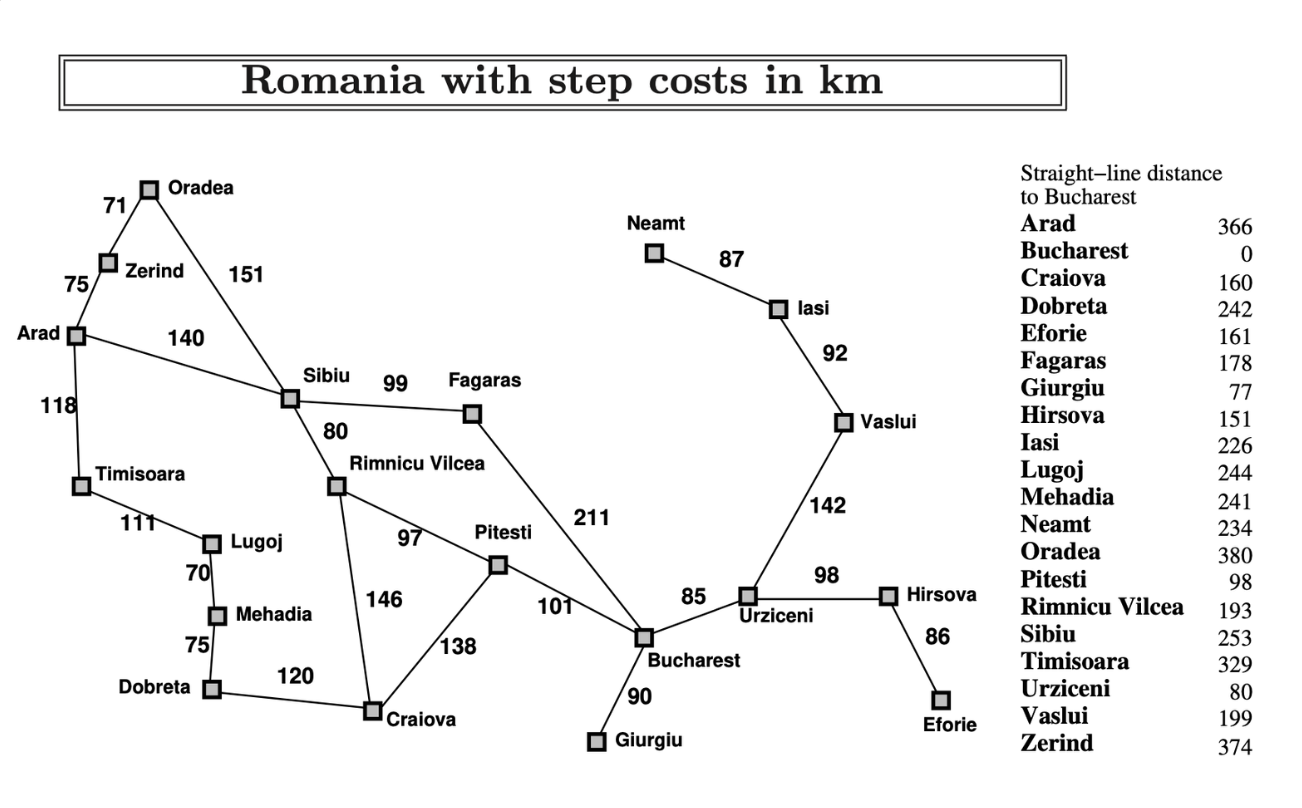 Romania with step costs in km
Oradea
71
Zerind
75
151
Arad
140
118
Sibiu
99
Fagaras
80
Timisoara
Rimnicu Vilcea
111
Lugoj
97
Pitesti
211
70
Mehadia
146
101
75
138
Dobreta
120
Craiova
Neamt
87
Iasi
92
Vaslui
142
85
98
Hirsova
Urziceni
86
Bucharest
90
Giurgiu
Eforie
Straight–line distance
to Bucharest
Arad 366
Bucharest 0
Craiova 160
Dobreta 242
Eforie 161
Fagaras 178
Giurgiu 77
Hirsova 151
Iasi 226
Lugoj 244
Mehadia 241
Neamt 234
Oradea 380
Pitesti 98
Rimnicu Vilcea 193
Sibiu 253
Timisoara 329
Urziceni 80
Vaslui 199
Zerind 374